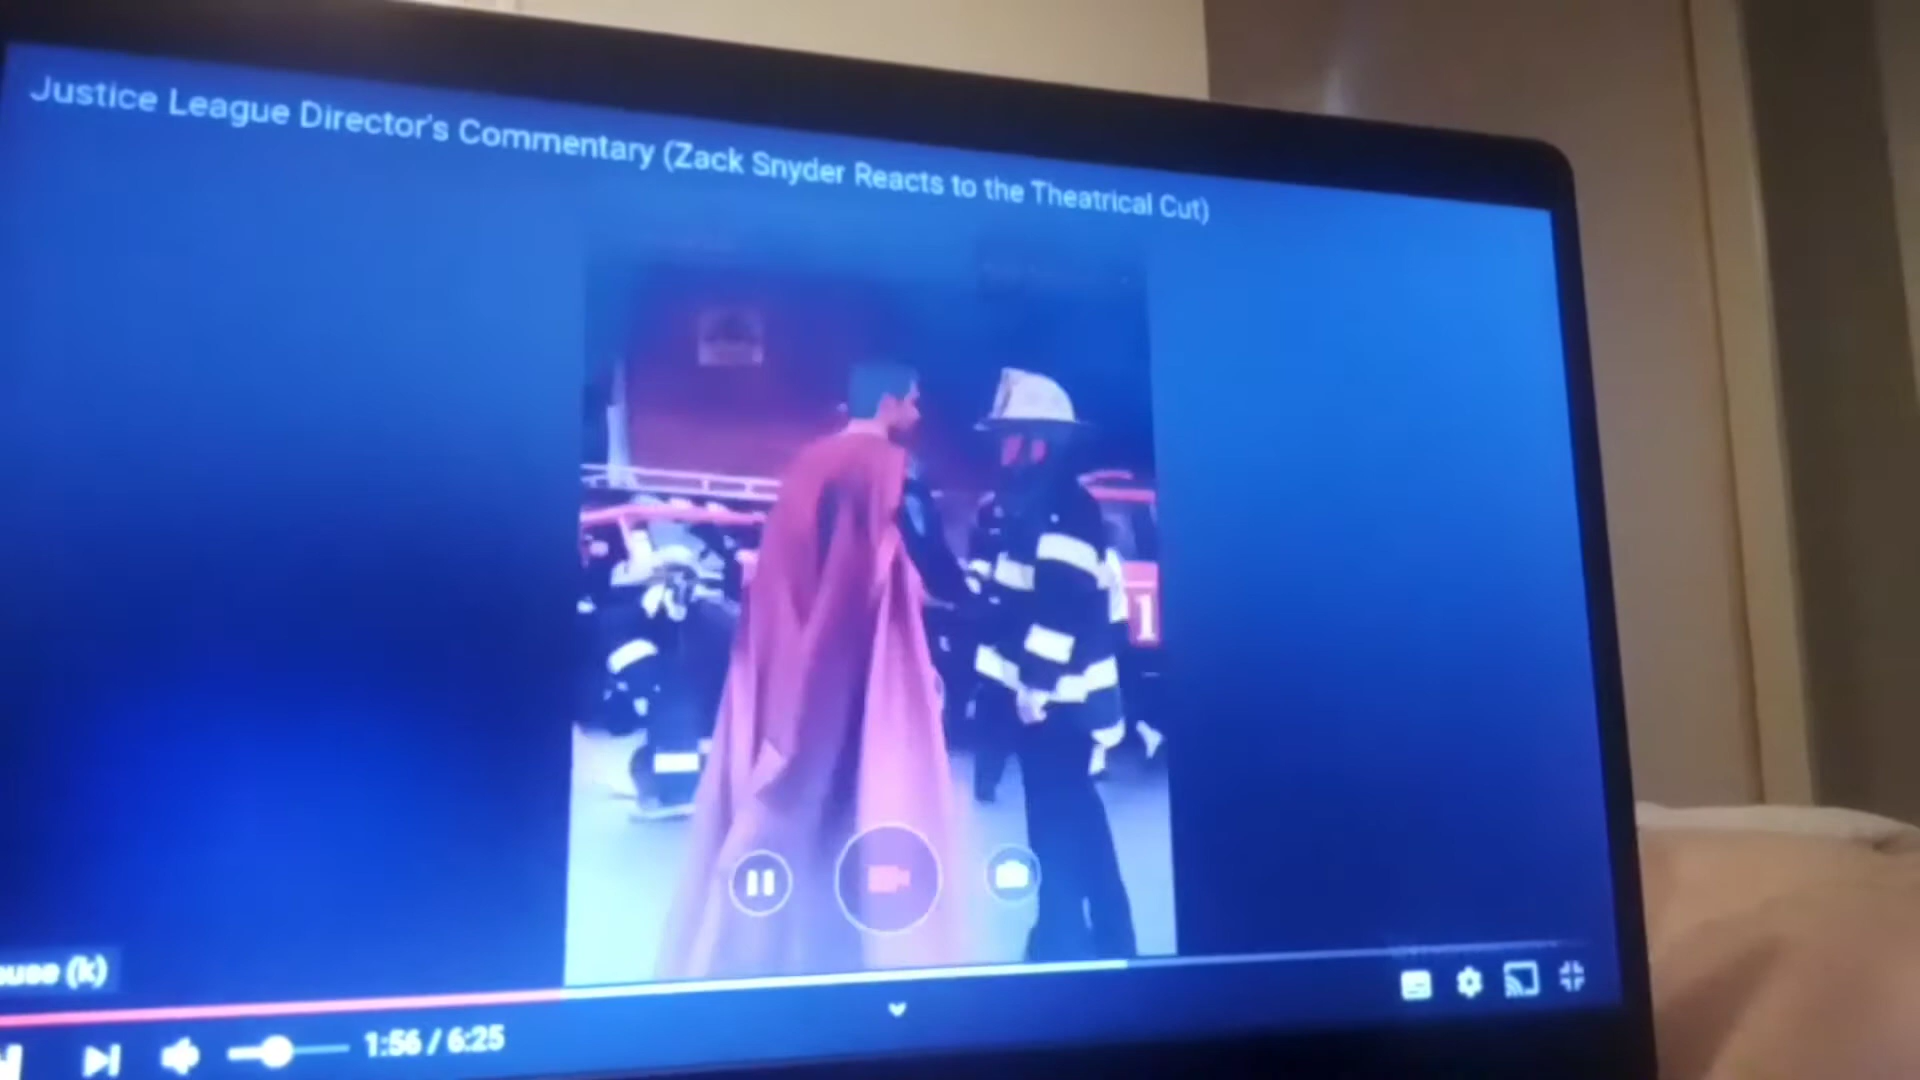 Justice League Director's Commentary (Zack Snyder Reacts to the Theatrical Cut)
1
(k)
1:56 / 6:25